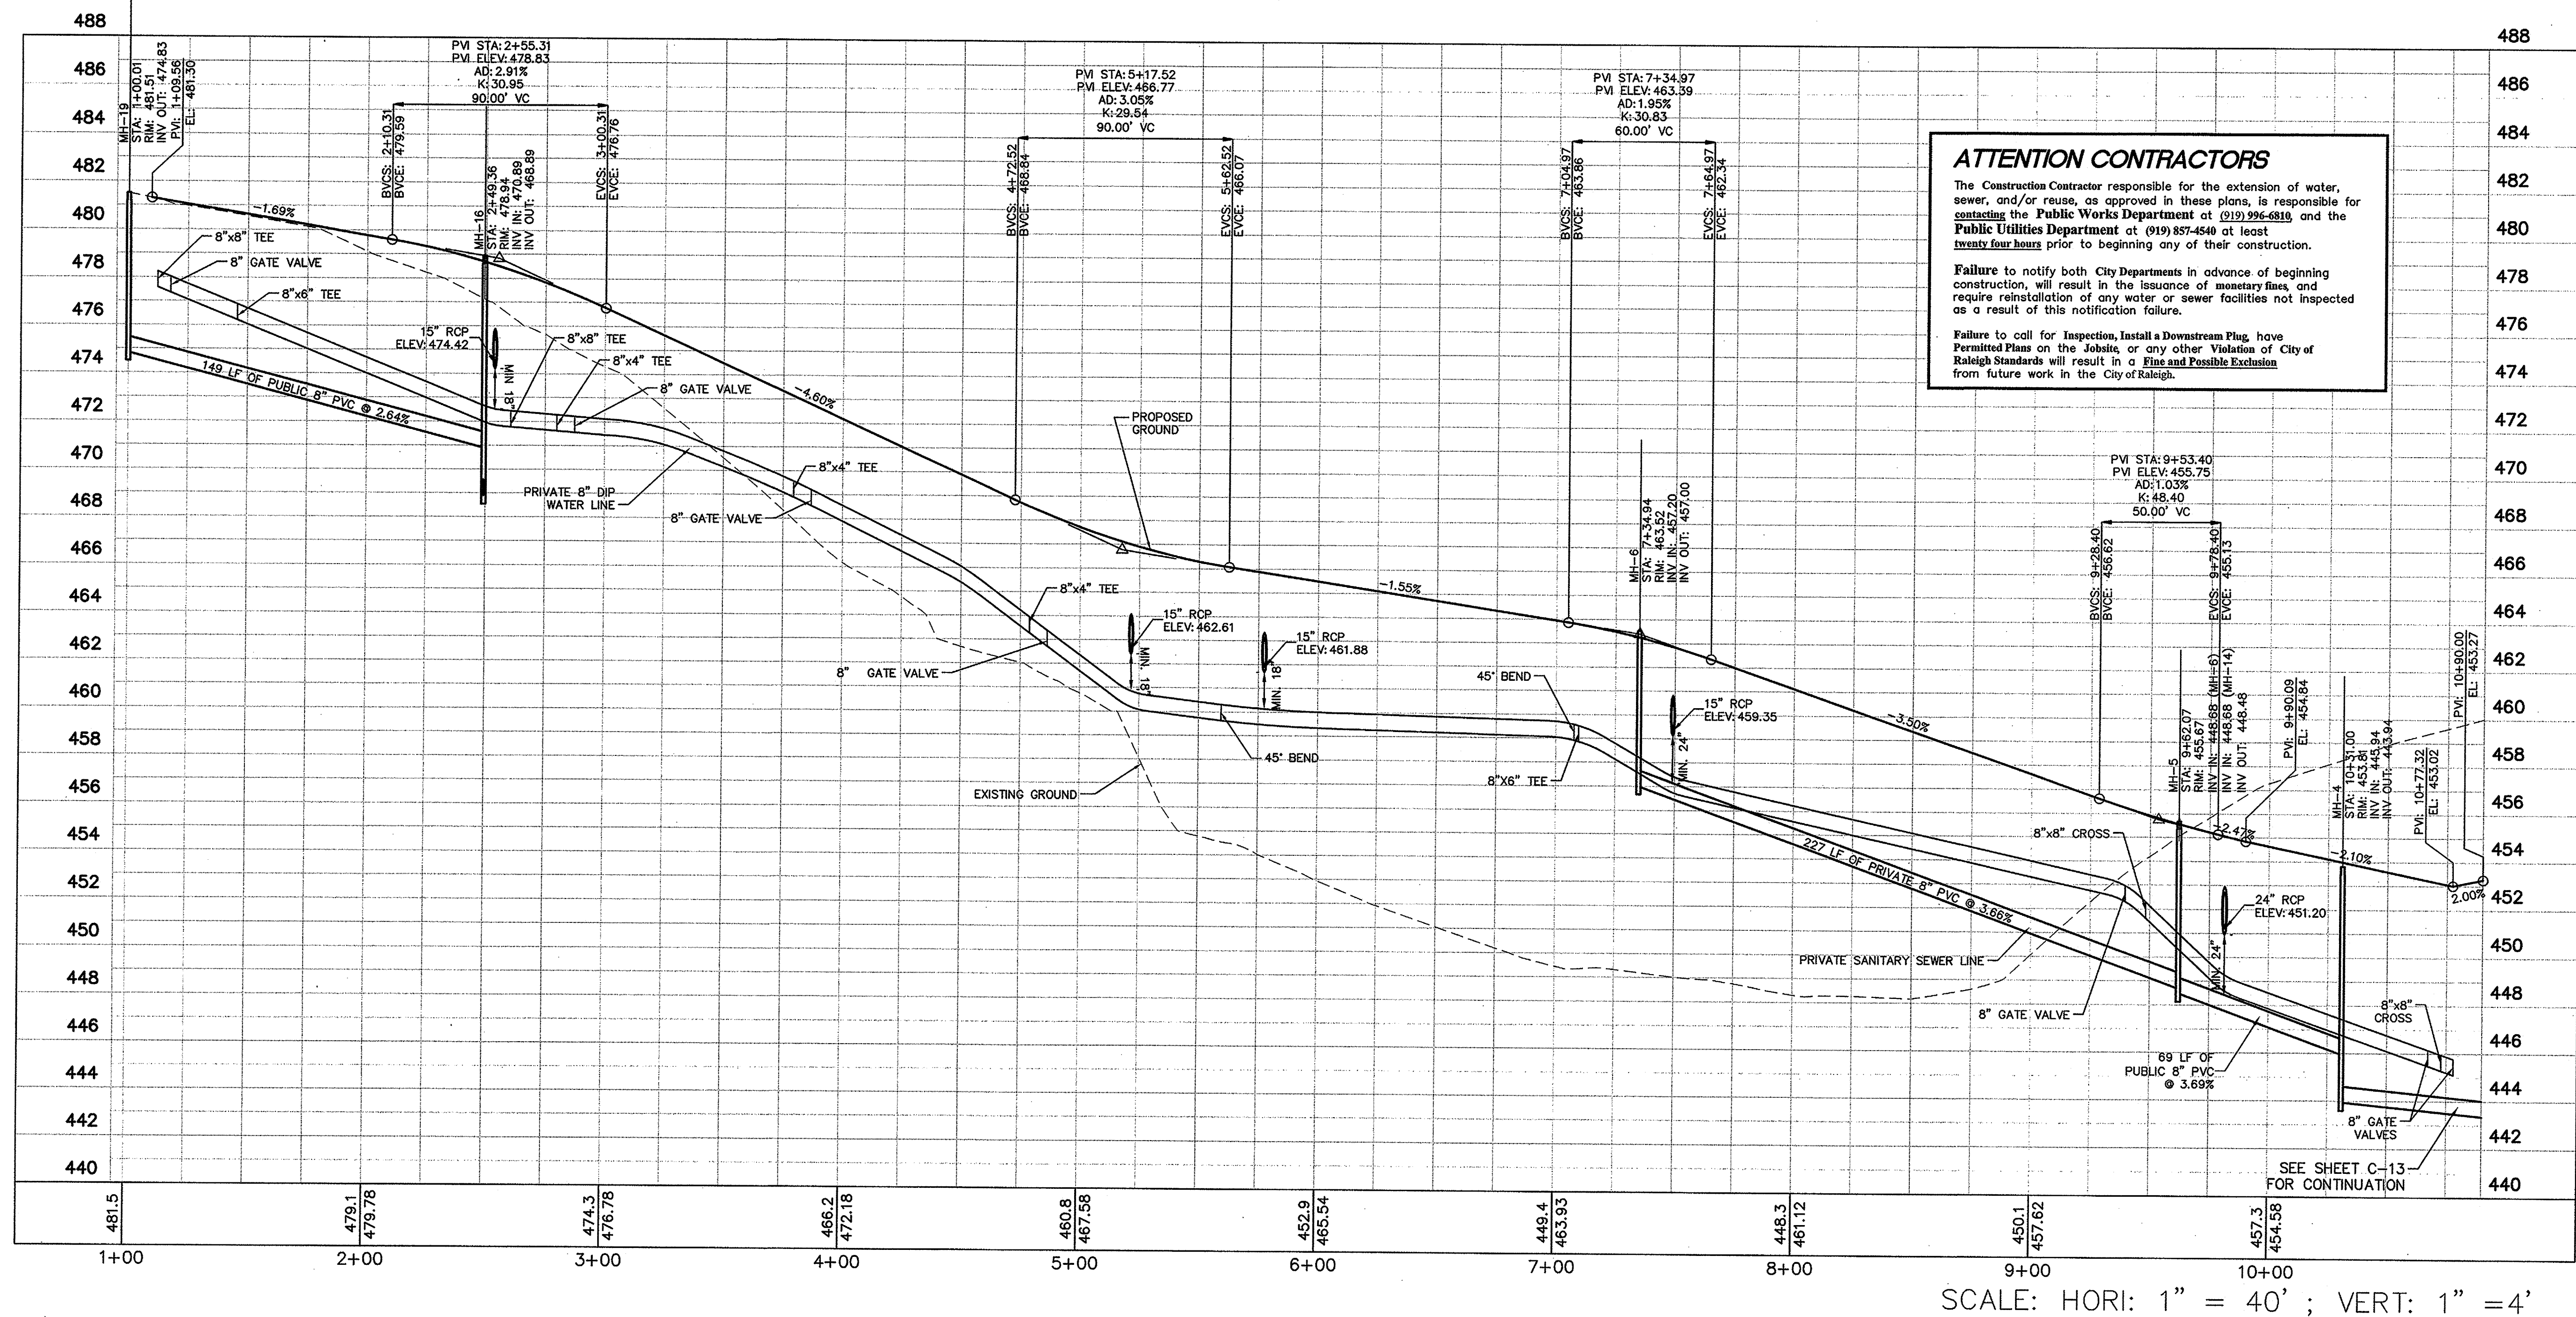 488
486
484
482
480
478
476
474
472
470
468
466
464
462
460
458
456
454
452
450
448
446
444
442
440
MH-19
STA: 1+00.01
RIM: 481.51
INV OUT: 474.83
PVI: 1+09.56
EL: 481.30
-1.69%
8"x8" TEE
8" GATE VALVE
8"x6" TEE
149 LF OF PUBLIC 8" PVC @ 2.64%
PVI STA: 2+55.31
PVI ELEV: 478.83
AD: 2.91%
K: 30.95
90.00' VC
BVCS: 2+10.31
BVCE: 479.59
MH-16
STA: 2+49.36
RIM: 478.94
INV IN: 470.89
INV OUT: 468.89
EVCS: 3+00.31
EVCE: 476.76
15" RCP
ELEV: 474.42
MIN 18"
8"x8" TEE
8"x4" TEE
8" GATE VALVE
-4.60%
PRIVATE 8" DIP
WATER LINE
8"x4" TEE
8" GATE VALVE
PVI STA: 5+17.52
PVI ELEV: 466.77
AD: 3.05%
K: 29.54
90.00' VC
BVCS: 4+72.52
BVCE: 468.84
EVCS: 5+62.52
EVCE: 466.07
PROPOSED
GROUND
8"x4" TEE
8" GATE VALVE
15" RCP
ELEV: 462.61
MIN. 18"
15" RCP
ELEV: 461.88
MIN. 18"
45° BEND
EXISTING GROUND
-1.55%
PVI STA: 7+34.97
PVI ELEV: 463.39
AD: 1.95%
K: 30.83
60.00' VC
BVCS: 7+04.97
BVCE: 463.86
EVCS: 7+64.97
EVCE: 462.34
MH-6
STA: 7+34.94
RIM: 463.52
INV IN: 457.20
INV OUT: 457.00
45° BEND
8"X6" TEE
15" RCP
ELEV: 459.35
MIN. 24"
-3.50%
227 LF OF PRIVATE 8" PVC @ 3.66%
PRIVATE SANITARY SEWER LINE
8" GATE VALVE
8"x8" CROSS
ATTENTION CONTRACTORS
The Construction Contractor responsible for the extension of water,
sewer, and/or reuse, as approved in these plans, is responsible for
contacting the Public Works Department at (919) 996-6810, and the
Public Utilities Department at (919) 857-4540 at least
twenty four hours prior to beginning any of their construction.
Failure to notify both City Departments in advance of beginning
construction, will result in the issuance of monetary fines, and
require reinstallation of any water or sewer facilities not inspected
as a result of this notification failure.
Failure to call for Inspection, Install a Downstream Plug, have
Permitted Plans on the Jobsite, or any other Violation of City of
Raleigh Standards will result in a Fine and Possible Exclusion
from future work in the City of Raleigh.
PVI STA: 9+53.40
PVI ELEV: 455.75
AD: 1.03%
K: 48.40
50.00' VC
BVCS: 9+28.40
BVCE: 456.62
EVCS: 9+78.40
EVCE: 455.13
MH-5
STA: 9+62.07
RIM: 455.67
INV IN: 448.68 (MH-6)
INV IN: 448.68 (MH-14)
INV OUT: 448.48
PVI: 9+90.09
EL: 454.84
-2.47%
MH-4
STA: 10+31.00
RIM: 453.81
INV IN: 445.94
INV OUT: 443.94
-2.10%
PVI: 10+77.32
EL: 453.02
PVI: 10+90.00
EL: 453.27
2.00%
24" RCP
ELEV: 451.20
MIN. 24"
8"x8"
CROSS
69 LF OF
PUBLIC 8" PVC
@ 3.69%
8" GATE
VALVES
SEE SHEET C-13
FOR CONTINUATION
488
486
484
482
480
478
476
474
472
470
468
466
464
462
460
458
456
454
452
450
448
446
444
442
440
481.5
479.1
479.78
474.3
476.78
466.2
472.18
460.8
467.58
452.9
465.54
449.4
463.93
448.3
461.12
450.1
457.62
457.3
454.58
1+00
2+00
3+00
4+00
5+00
6+00
7+00
8+00
9+00
10+00
SCALE: HORI: 1" = 40' ; VERT: 1" =4'